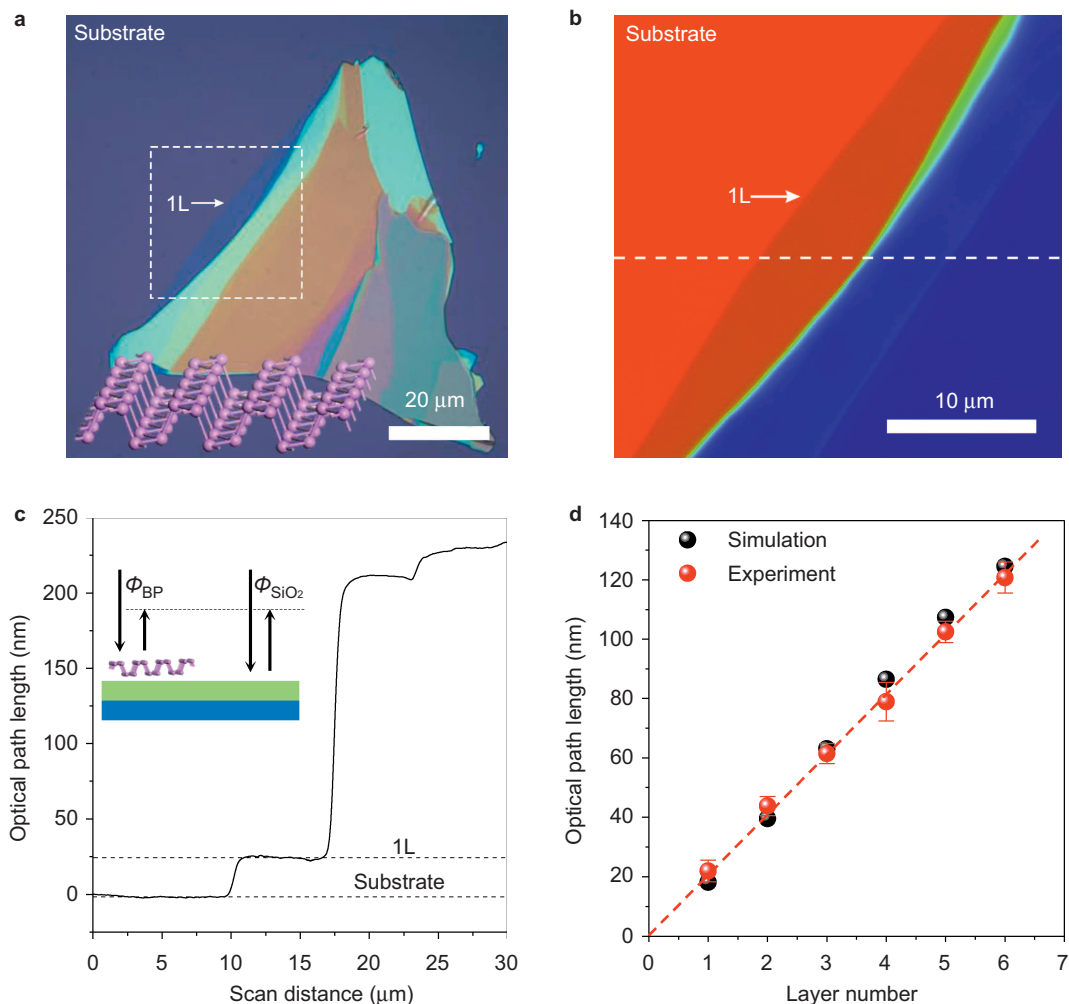 a
Substrate
1L
20 μm
b
Substrate
1L
10 μm
c
250
200
150
100
50
0
Optical path length (nm)
ΦBP
ΦSiO₂
1L
Substrate
0 5 10 15 20 25 30
Scan distance (μm)
d
140
120
100
80
60
40
20
0
Optical path length (nm)
Simulation
Experiment
0 1 2 3 4 5 6 7
Layer number